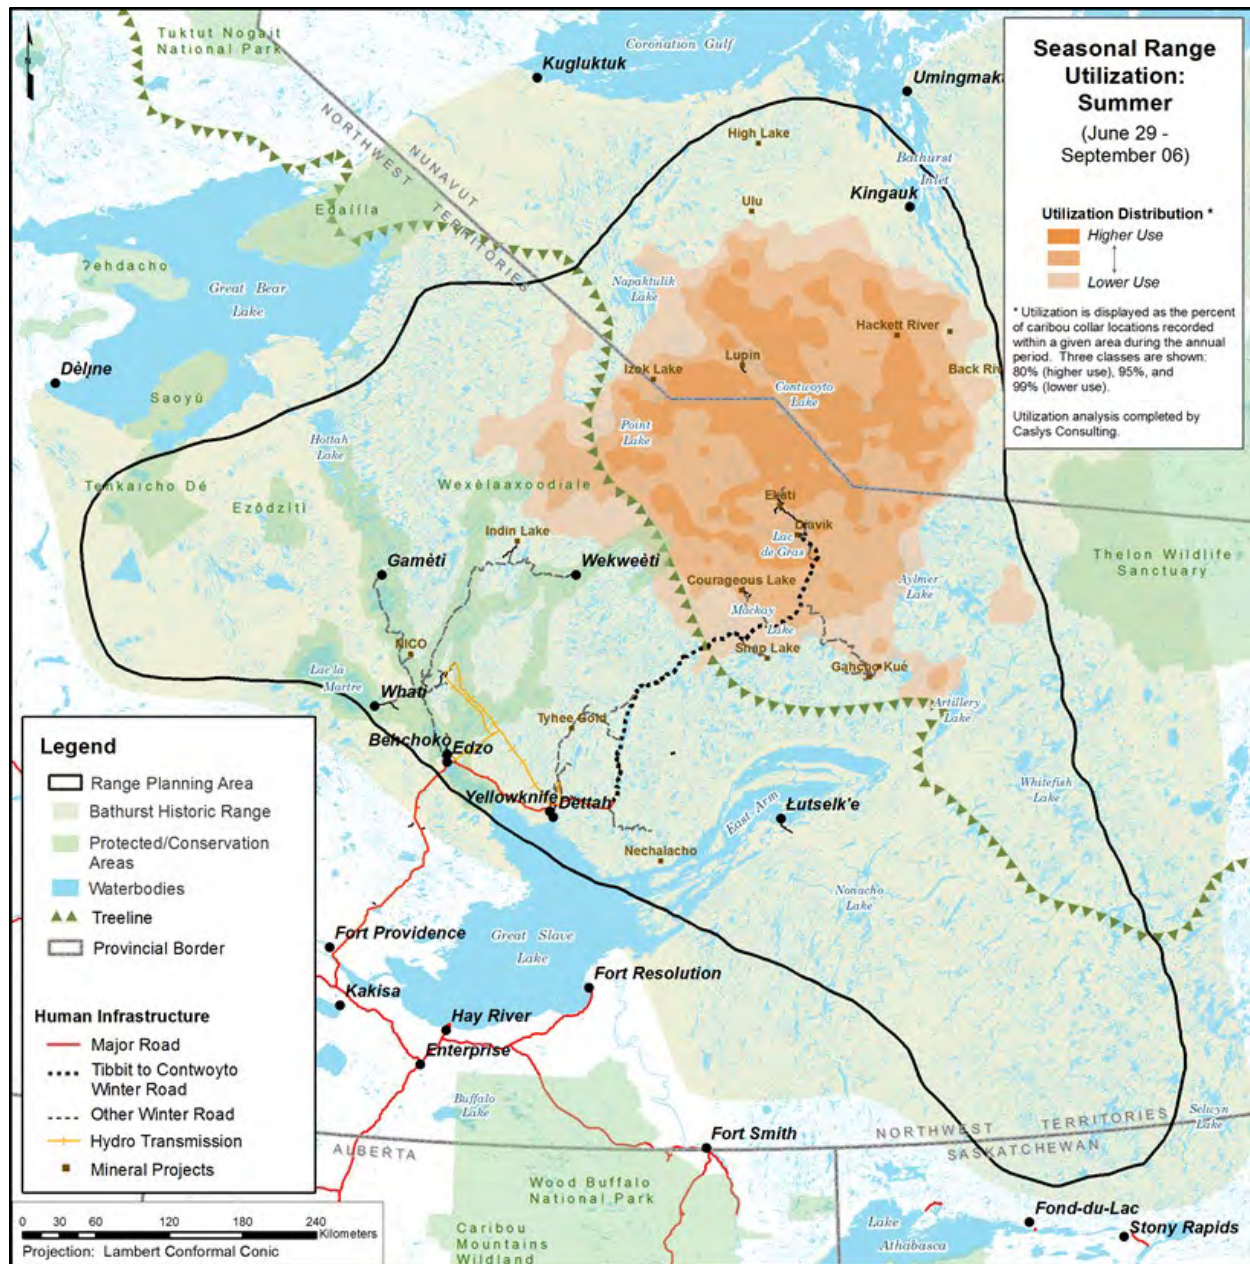 Tuktut Nogait
National Park
Coronation Gulf
Kugluktuk
Umingmak
NORTHWEST TERRITORIES
NUNAVUT
High Lake
Bathurst
Inlet
Kingauk
Ulu
Edaííla
Ɂehdacho
Great Bear
Lake
Napaktulik
Lake
Hackett River
Lupin
Izok Lake
Back Riv
Contwoyto
Lake
Dèlįne
Saoyú
Point
Lake
Hottah
Lake
Tehkaicho Dé
Ezǒdzìtì
Wexèlaaxoodiale
Ekati
Diavik
Lac
de Gras
Indin Lake
Gamètì
Wekweètì
Courageous Lake
Aylmer
Lake
Thelon Wildlife
Sanctuary
Mackay
Lake
NICO
Snap Lake
Gahcho Kué
Lac la
Martre
Whatì
Artillery
Lake
Tyhee Gold
Behchokò
Edzo
Whitefish
Lake
Yellowknife
Dettah
East Arm
Łutselk'e
Nechalacho
Nonacho
Lake
Fort Providence
Great Slave
Lake
Fort Resolution
Kakisa
Hay River
Enterprise
Buffalo
Lake
Selwyn
Lake
NORTHWEST TERRITORIES
SASKATCHEWAN
ALBERTA
Fort Smith
Wood Buffalo
National Park
Caribou
Mountains
Wildland
Lake
Athabasca
Fond-du-Lac
Stony Rapids
Seasonal Range
Utilization:
Summer
(June 29 -
September 06)
Utilization Distribution *
Higher Use
Lower Use
* Utilization is displayed as the percent
of caribou collar locations recorded
within a given area during the annual
period. Three classes are shown:
80% (higher use), 95%, and
99% (lower use).
Utilization analysis completed by
Caslys Consulting.
Legend
Range Planning Area
Bathurst Historic Range
Protected/Conservation
Areas
Waterbodies
Treeline
Provincial Border
Human Infrastructure
Major Road
Tibbit to Contwoyto
Winter Road
Other Winter Road
Hydro Transmission
Mineral Projects
0 30 60 120 180 240
Kilometers
Projection: Lambert Conformal Conic